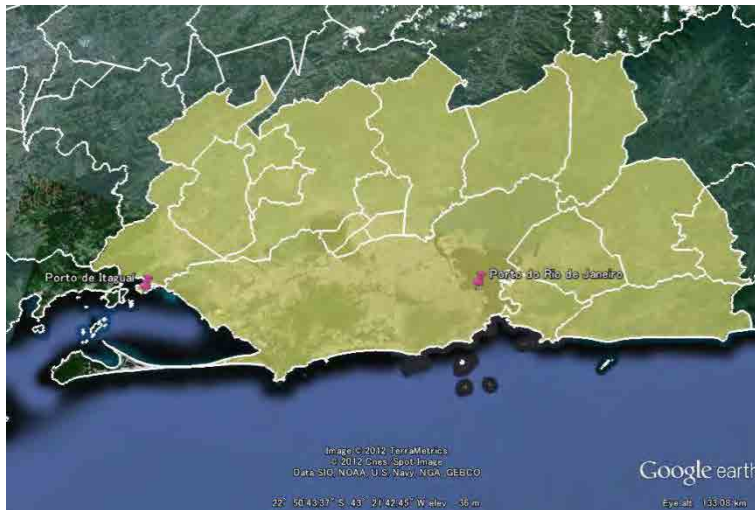 Porto de Itaguaí
Porto do Rio de Janeiro
Image © 2012 TerraMetrics
© 2012 Cnes/Spot Image
Data SIO, NOAA, U.S. Navy, NGA, GEBCO
Google earth
22° 50'43.37" S 43° 21'42.45" W elev -36 m
Eye alt 133.08 km